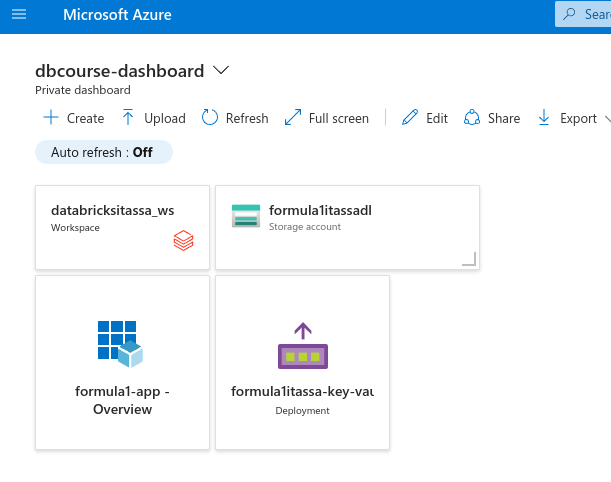 Microsoft Azure
Sear
dbcourse-dashboard
Private dashboard
Create Upload Refresh Full screen Edit Share Export
Auto refresh : Off
databricksitassa_ws
Workspace
formula1itassadl
Storage account
formula1-app -
Overview
formula1itassa-key-vau
Deployment